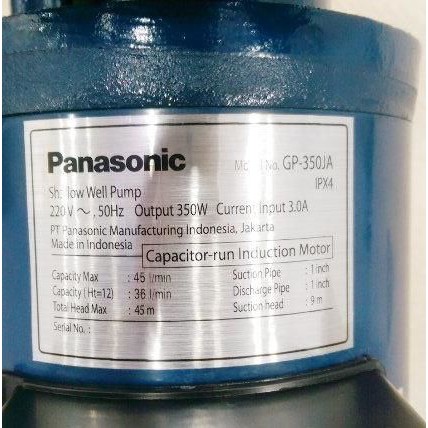 Panasonic
Model No. GP-350JA
IPX4
Shallow Well Pump
220 V ~, 50Hz Output 350W Current Input 3.0A
PT Panasonic Manufacturing Indonesia, Jakarta
Made in Indonesia
Capacitor-run Induction Motor
Capacity Max : 45 l/min Suction Pipe : 1 inch
Capacity ( Ht=12) : 36 l/min Discharge Pipe : 1 inch
Total Head Max : 45 m Suction head : 9 m
Serial No. :